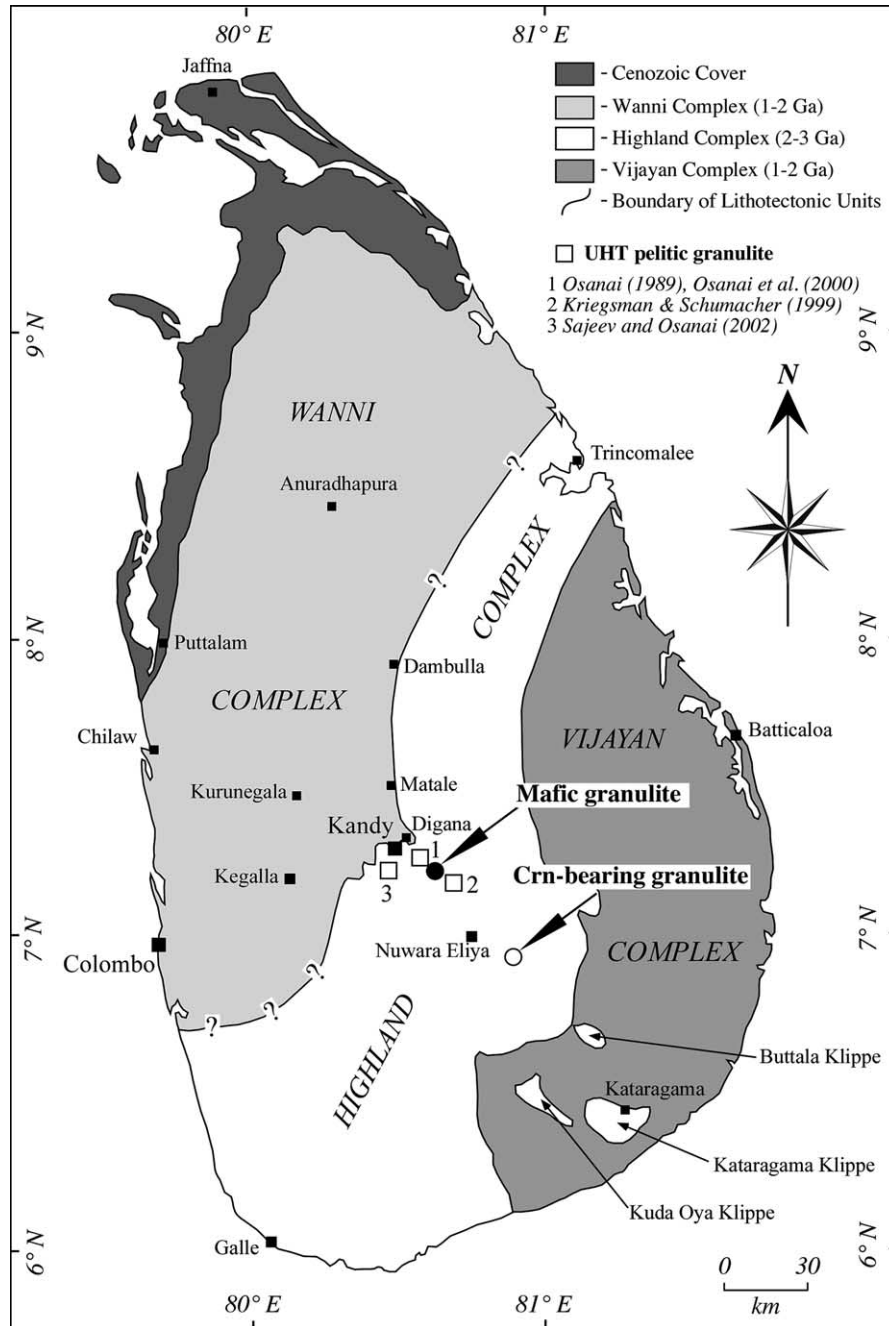 80° E
81° E
Jaffna
- Cenozoic Cover
- Wanni Complex (1-2 Ga)
- Highland Complex (2-3 Ga)
- Vijayan Complex (1-2 Ga)
- Boundary of Lithotectonic Units
UHT pelitic granulite
1 Osanai (1989), Osanai et al. (2000)
2 Kriegsman & Schumacher (1999)
3 Sajeev and Osanai (2002)
9° N
9° N
N
WANNI
?
Trincomalee
Anuradhapura
COMPLEX
?
8° N
8° N
Puttalam
Dambulla
COMPLEX
VIJAYAN
Batticaloa
Chilaw
Matale
Kurunegala
Mafic granulite
Kandy
Digana
1
Kegalla
3
2
Crn-bearing granulite
7° N
7° N
Nuwara Eliya
COMPLEX
Colombo
?
?
?
HIGHLAND
Buttala Klippe
Kataragama
Kataragama Klippe
Kuda Oya Klippe
Galle
6° N
6° N
0 30
km
80° E
81° E